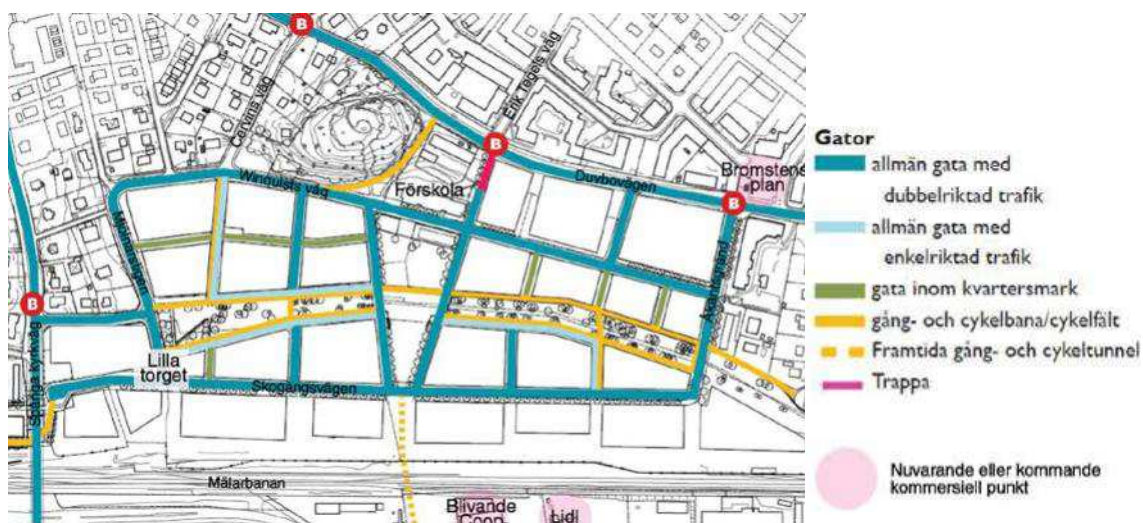 B
Erik Tegels väg
Cervins väg
B
Winquists väg
Förskola
Duvbovägen
Bromstens
plan
B
B
Spånga kyrkväg
Lilla
torget
Skogängsvägen
Mälarbanan
Blivande
Coop
Lidl
Gator
allmän gata med
dubbelriktad trafik
allmän gata med
enkelriktad trafik
gata inom kvartersmark
gång- och cykelbana/cykelfält
Framtida gång- och cykeltunnel
Trappa
Nuvarande eller kommande
kommersiell punkt